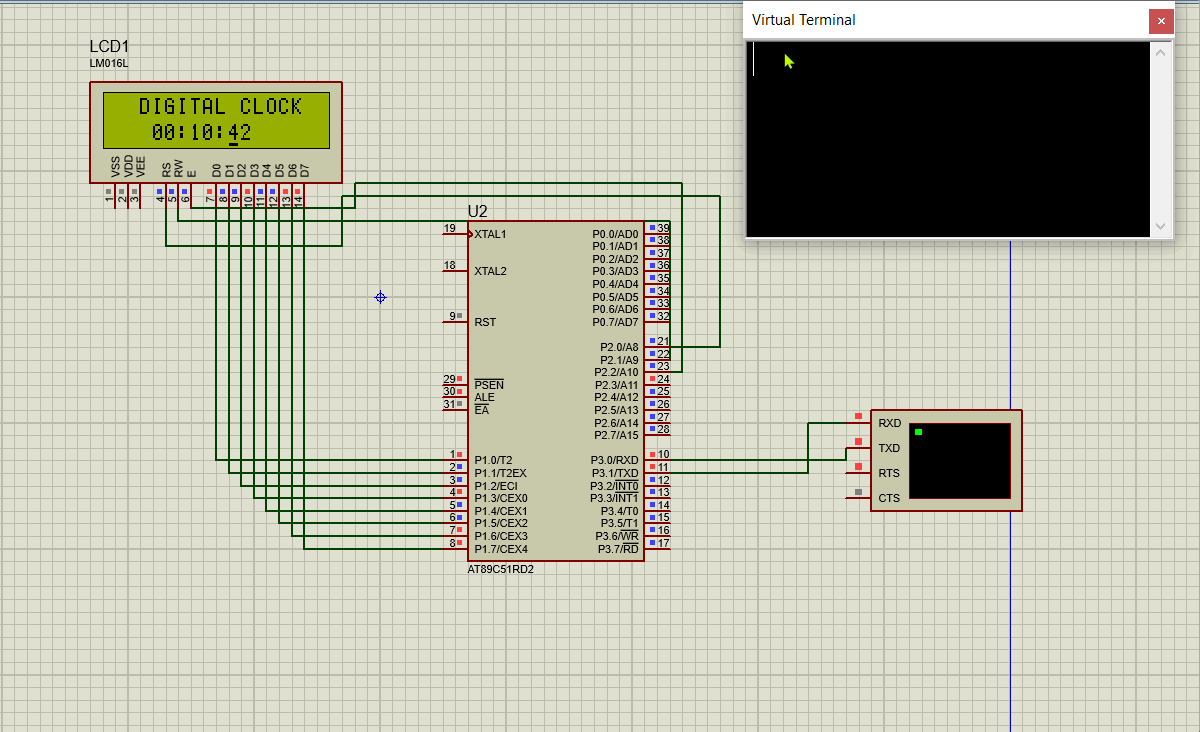 Virtual Terminal
LCD1
LM016L
DIGITAL CLOCK
00:10:42
VSS
VDD
VEE
RS
RW
E
D0
D1
D2
D3
D4
D5
D6
D7
1
2
3
4
5
6
7
8
9
10
11
12
13
14
U2
19 XTAL1
18 XTAL2
9 RST
29 PSEN
30 ALE
31 EA
1 P1.0/T2
2 P1.1/T2EX
3 P1.2/ECI
4 P1.3/CEX0
5 P1.4/CEX1
6 P1.5/CEX2
7 P1.6/CEX3
8 P1.7/CEX4
P0.0/AD0 39
P0.1/AD1 38
P0.2/AD2 37
P0.3/AD3 36
P0.4/AD4 35
P0.5/AD5 34
P0.6/AD6 33
P0.7/AD7 32
P2.0/A8 21
P2.1/A9 22
P2.2/A10 23
P2.3/A11 24
P2.4/A12 25
P2.5/A13 26
P2.6/A14 27
P2.7/A15 28
P3.0/RXD 10
P3.1/TXD 11
P3.2/INT0 12
P3.3/INT1 13
P3.4/T0 14
P3.5/T1 15
P3.6/WR 16
P3.7/RD 17
AT89C51RD2
RXD
TXD
RTS
CTS